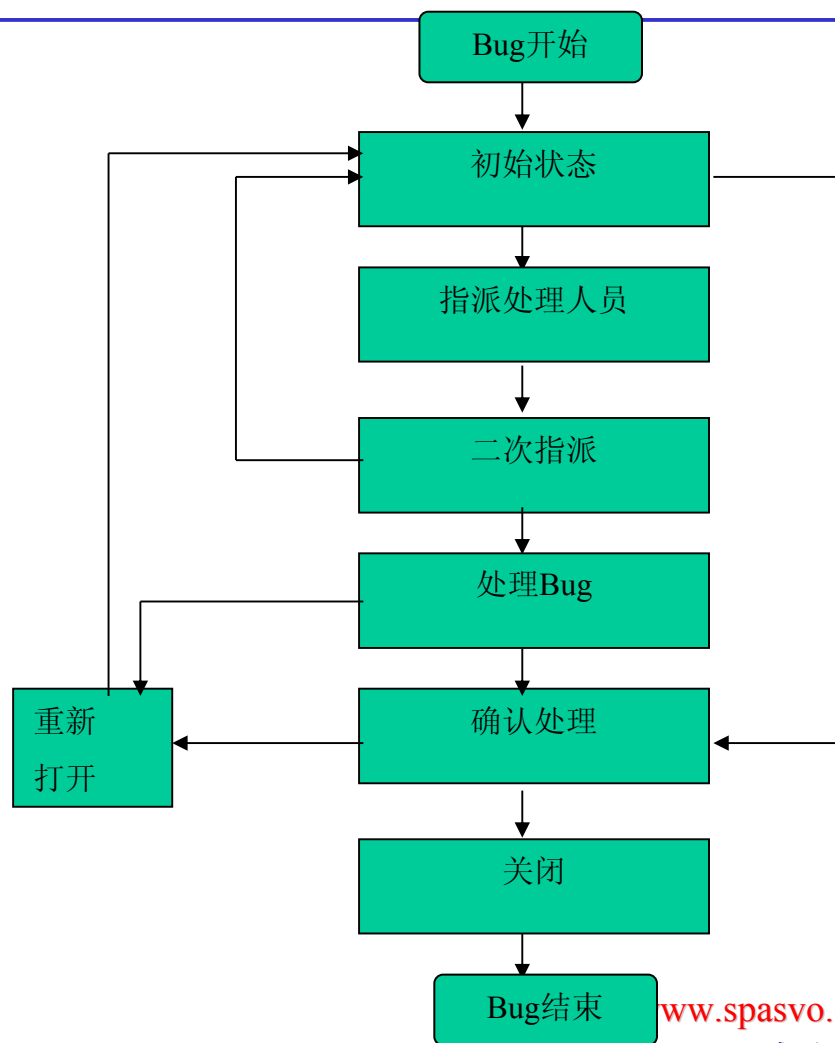 Bug开始
初始状态
指派处理人员
二次指派
处理Bug
重新
打开
确认处理
关闭
Bug结束
ww.spasvo.